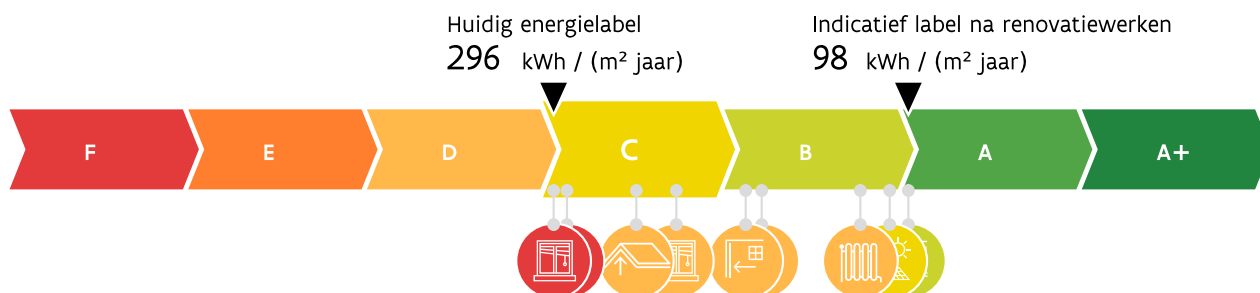 Huidig energielabel
296 kWh / (m² jaar)
Indicatief label na renovatiewerken
98 kWh / (m² jaar)
F
E
D
C
B
A
A+